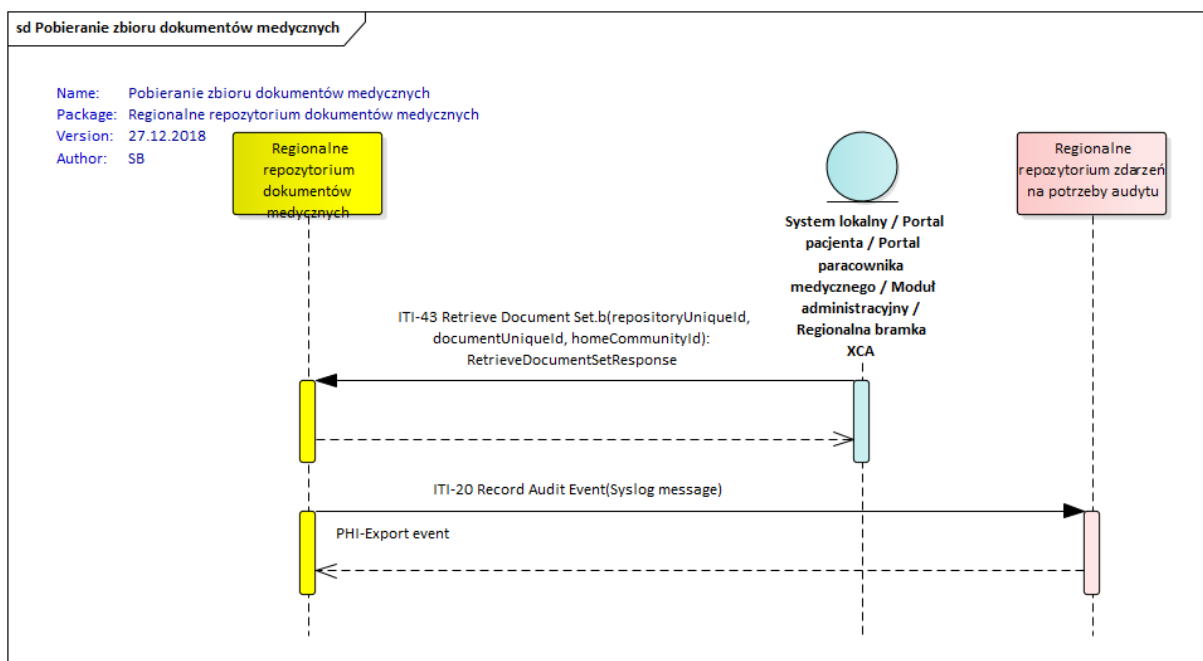 sd Pobieranie zbioru dokumentów medycznych
Name: Pobieranie zbioru dokumentów medycznych
Package: Regionalne repozytorium dokumentów medycznych
Version: 27.12.2018
Author: SB
Regionalne
repozytorium
dokumentów
medycznych
System lokalny / Portal
pacjenta / Portal
paracownika
medycznego / Moduł
administracyjny /
Regionalna bramka
XCA
Regionalne
repozytorium zdarzeń
na potrzeby audytu
ITI-43 Retrieve Document Set.b(repositoryUniqueId,
documentUniqueId, homeCommunityId):
RetrieveDocumentSetResponse
ITI-20 Record Audit Event(Syslog message)
PHI-Export event